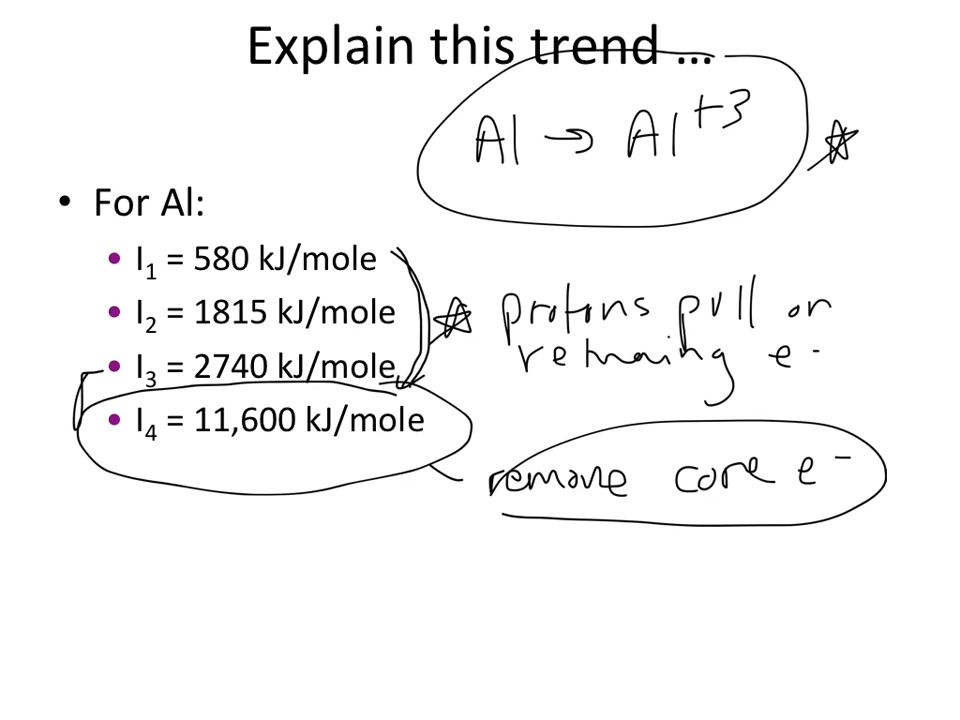 Explain this trend …
Al → Al+3
• For Al:
• I1 = 580 kJ/mole
• I2 = 1815 kJ/mole
• I3 = 2740 kJ/mole
• I4 = 11,600 kJ/mole
protons pull on
remaining e-
remove core e-